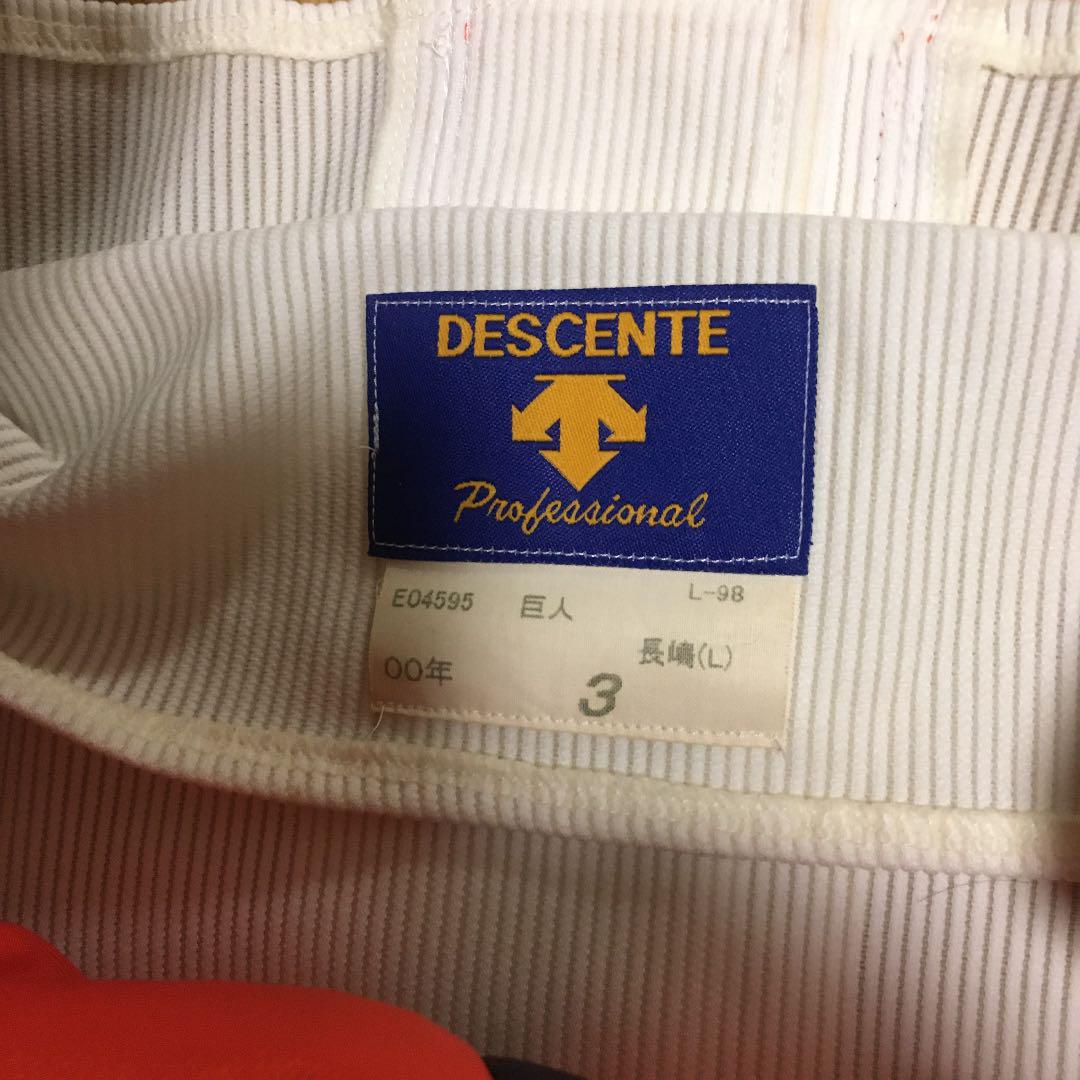 DESCENTE
Professional
E04595 巨人 L-98
00年 長嶋(L)
3